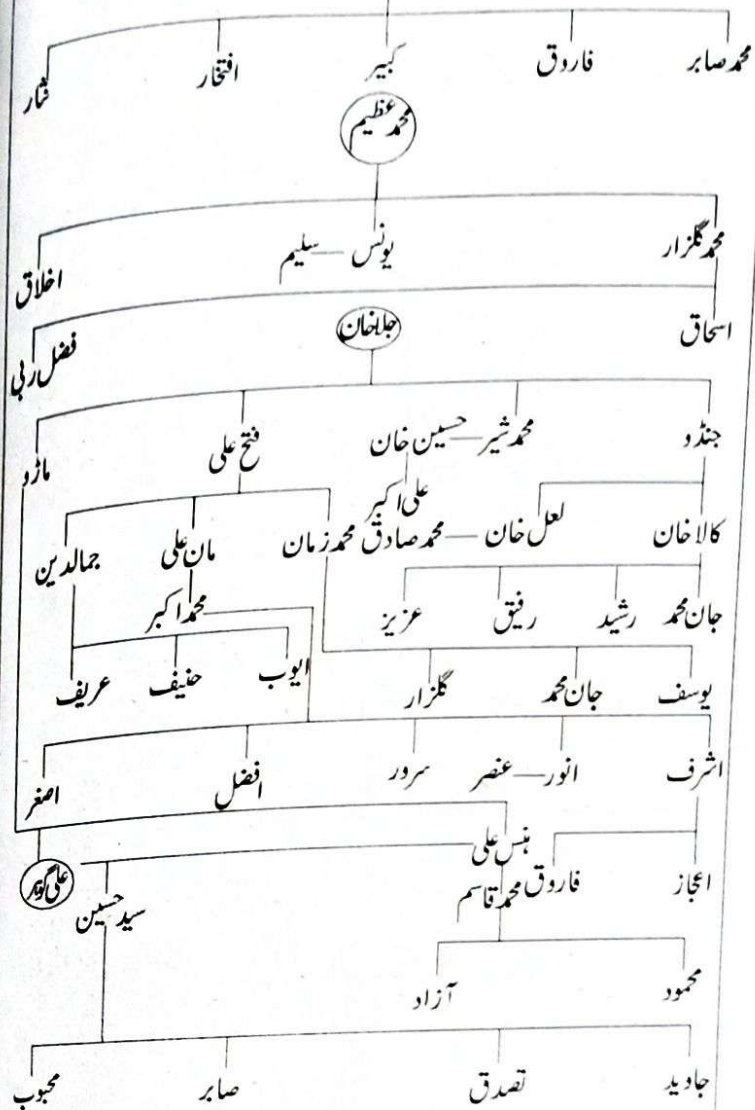 محمد صابر فاروق کبیر افتخار نثار
محمد عظیم
محمد گلزار یونس — سلیم اخلاق
اسحاق فضل ربی
جلا خان
جنڈو محمد شیر — حسین خان فتح علی ماڑو
علی اکبر
کالا خان لعل خان — محمد صادق محمد زمان مان علی جمالدین
جان محمد رشید رفیق عزیز محمد اکبر
یوسف جان محمد گلزار ایوب حنیف عریف
اشرف انور — عنصر سرور افضل اصغر
ہنس علی
اعجاز فاروق محمد قاسم سید حسین علی گوہر
محمود آزاد
جاوید تصدق صابر محبوب